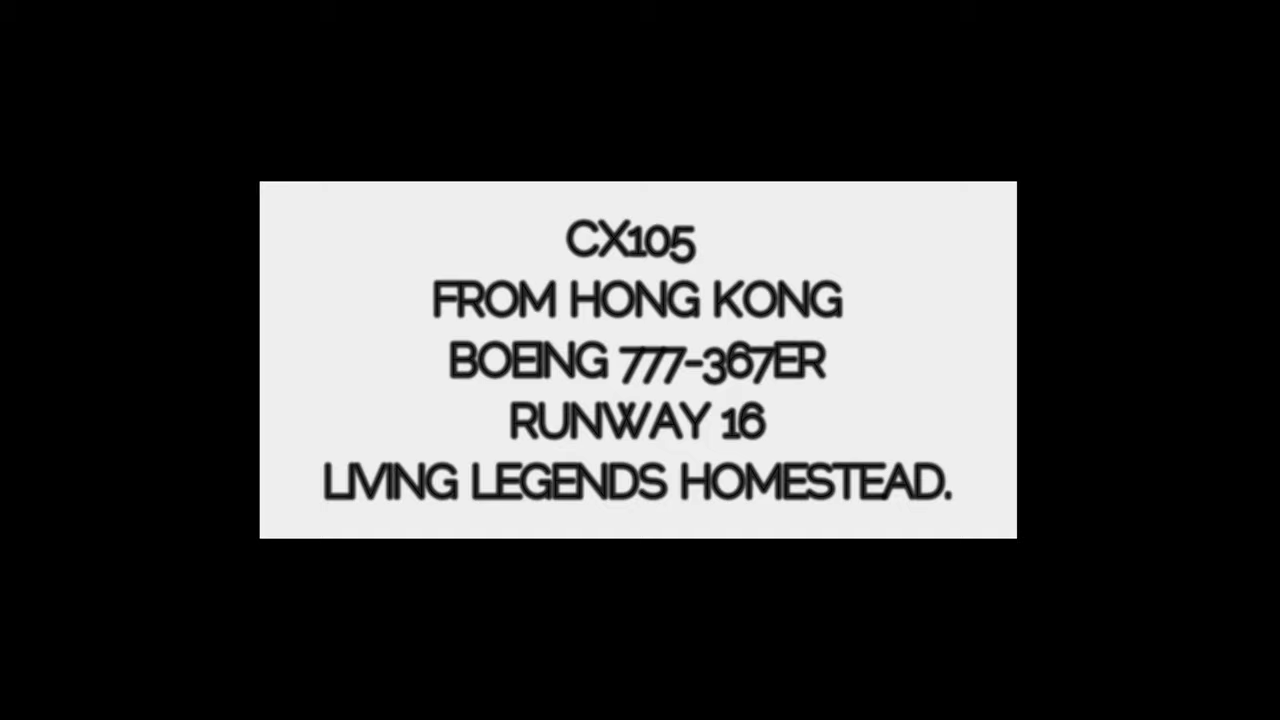 CX105
FROM HONG KONG
BOEING 777-367ER
RUNWAY 16
LIVING LEGENDS HOMESTEAD.